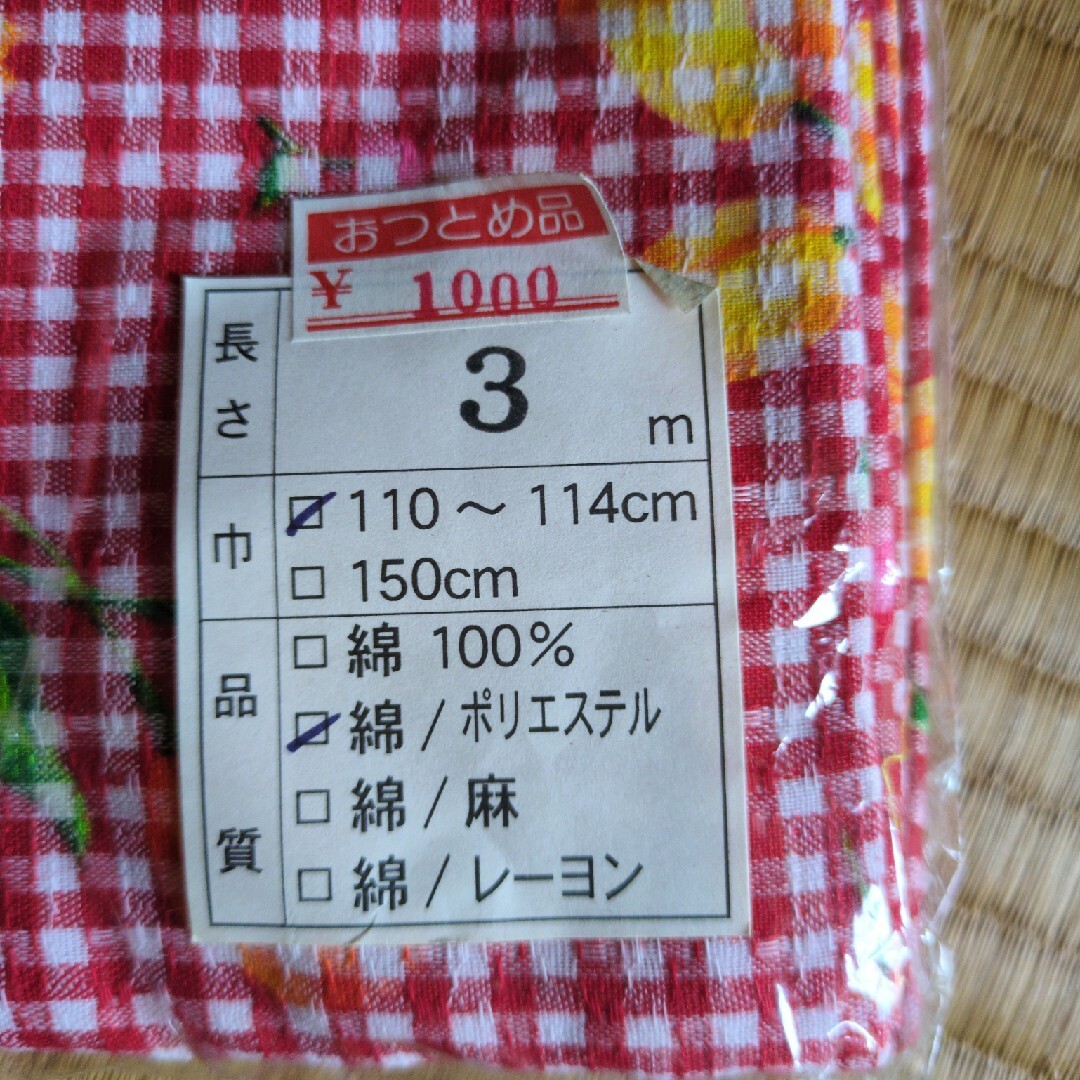 おつとめ品
¥ 1000
長さ 3 m
巾 ☑ 110～114cm
☐ 150cm
品質 ☐ 綿 100%
☑ 綿 / ポリエステル
☐ 綿 / 麻
☐ 綿 / レーヨン